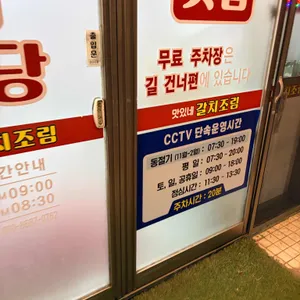 당
출입문
무료 주차장은
길 건너편에 있습니다
맛있네 갈치조림
치조림
CCTV 단속운영시간
동절기 (11월~2월) : 07:30 - 19:00
평 일 : 07:30 - 20:00
토, 일, 공휴일 : 09:00 - 18:00
점심시간 : 11:30 - 13:30
주차시간 : 20분
간안내
09:00
08:30